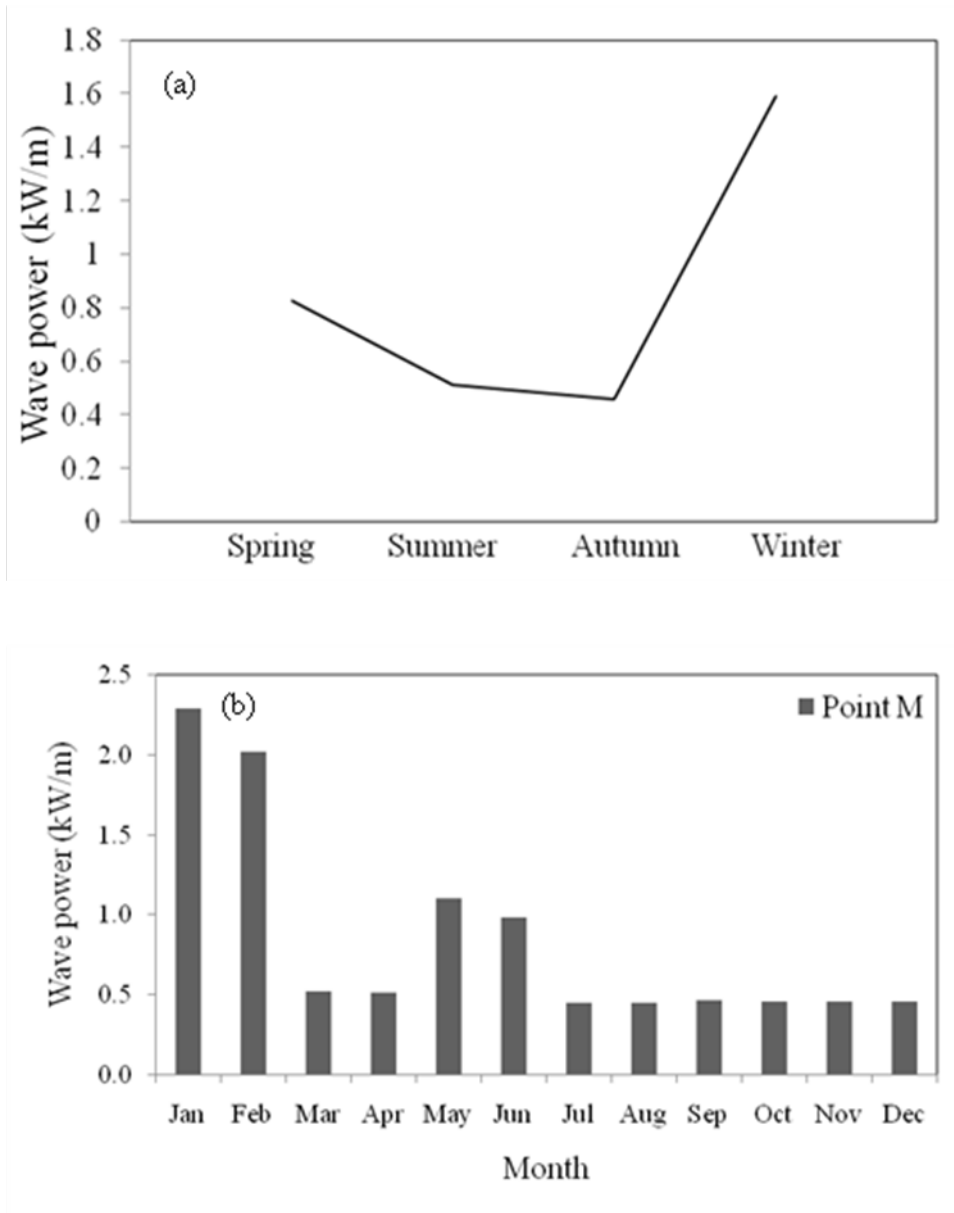 (a)
Wave power (kW/m)
1.8
1.6
1.4
1.2
1
0.8
0.6
0.4
0.2
0
Spring Summer Autumn Winter
(b)
Point M
Wave power (kW/m)
2.5
2.0
1.5
1.0
0.5
0.0
Jan Feb Mar Apr May Jun Jul Aug Sep Oct Nov Dec
Month